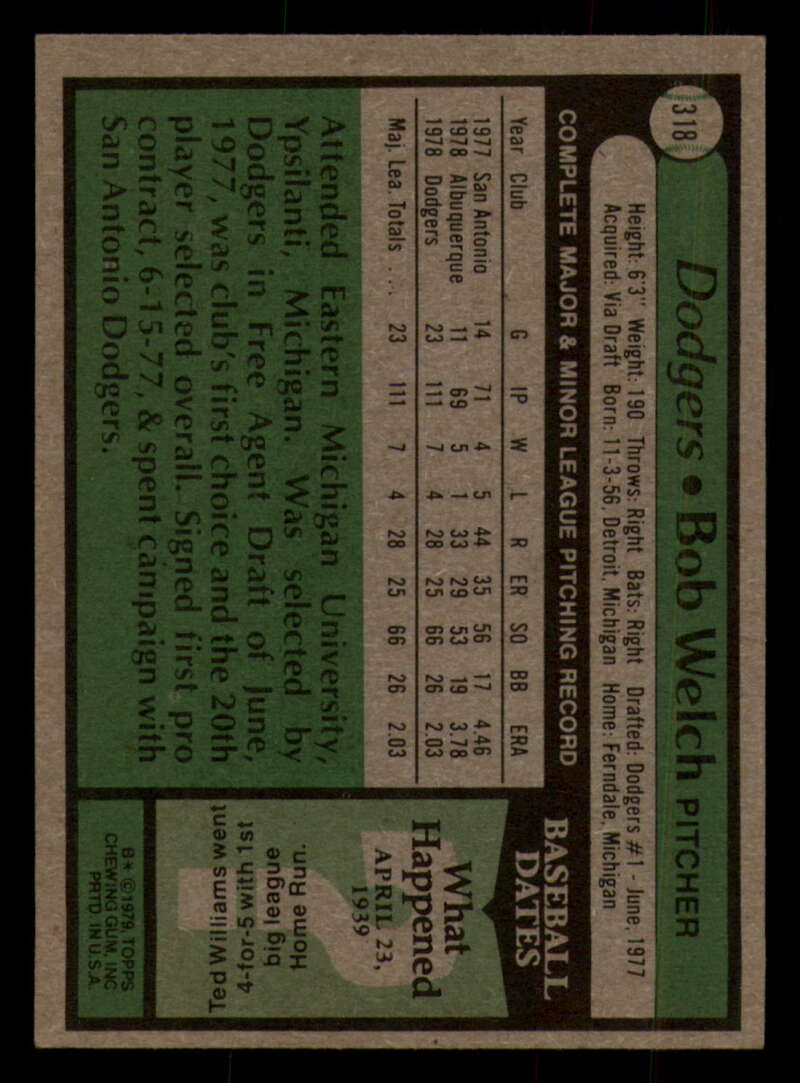 318
Dodgers • Bob Welch PITCHER
Height: 6'3" Weight: 190 Throws: Right Bats: Right Drafted: Dodgers #1 - June, 1977
Acquired: Via Draft Born: 11-3-56, Detroit, Michigan Home: Ferndale, Michigan
COMPLETE MAJOR & MINOR LEAGUE PITCHING RECORD
Year Club G IP W L R ER SO BB ERA
1977 San Antonio 14 71 4 5 44 35 56 17 4.46
1978 Albuquerque 11 69 5 1 33 29 53 19 3.78
1978 Dodgers 23 111 7 4 28 25 66 26 2.03
Maj. Lea. Totals . . . 23 111 7 4 28 25 66 26 2.03
Attended Eastern Michigan University,
Ypsilanti, Michigan. Was selected by
Dodgers in Free Agent Draft of June,
1977, was club's first choice and the 20th
player selected overall. Signed first pro
contract, 6-15-77, & spent campaign with
San Antonio Dodgers.
BASEBALL
DATES
What
Happened
APRIL 23,
1939
?
Ted Williams went
4-for-5 with 1st
big league
Home Run.
B* ©1979, TOPPS
CHEWING GUM, INC
PRTD. IN U.S.A.